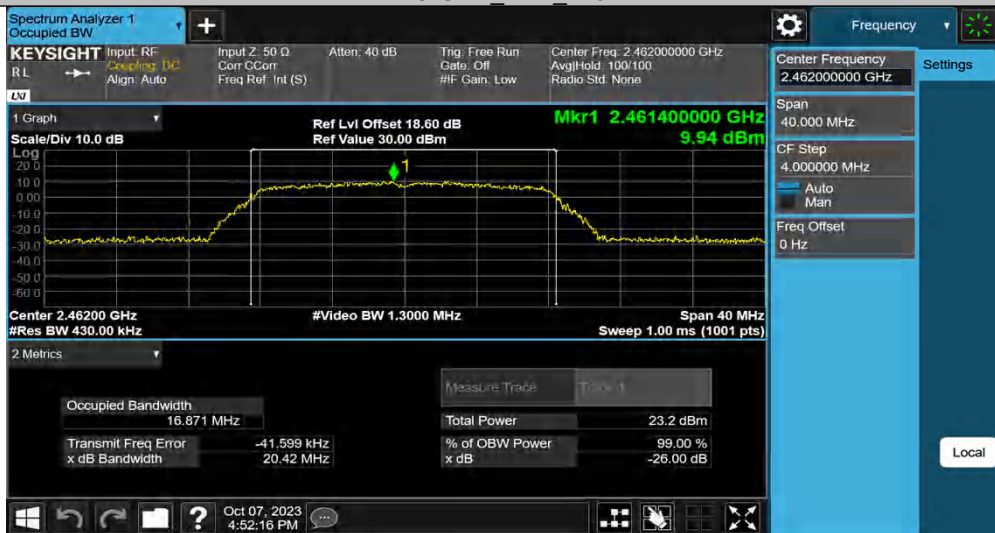 Spectrum Analyzer 1
Occupied BW
Frequency
KEYSIGHT
RL
LXI
Input: RF
Coupling: DC
Align: Auto
Input Z: 50 Ω
Corr CCorr
Freq Ref: Int (S)
Atten: 40 dB
Trig: Free Run
Gate: Off
#IF Gain: Low
Center Freq: 2.462000000 GHz
Avg|Hold: 100/100
Radio Std: None
Center Frequency
2.462000000 GHz
Settings
Span
40.000 MHz
CF Step
4.000000 MHz
Auto
Man
Freq Offset
0 Hz
Local
1 Graph
Scale/Div 10.0 dB
Ref Lvl Offset 18.60 dB
Ref Value 30.00 dBm
Mkr1 2.461400000 GHz
9.94 dBm
Log
20.0
10.0
0.00
-10.0
-20.0
-30.0
-40.0
-50.0
-60.0
1
Center 2.46200 GHz
#Res BW 430.00 kHz
#Video BW 1.3000 MHz
Span 40 MHz
Sweep 1.00 ms (1001 pts)
2 Metrics
Measure Trace
Trace 1
Occupied Bandwidth
16.871 MHz
Total Power
23.2 dBm
Transmit Freq Error
-41.599 kHz
% of OBW Power
99.00 %
x dB Bandwidth
20.42 MHz
x dB
-26.00 dB
?
Oct 07, 2023
4:52:16 PM